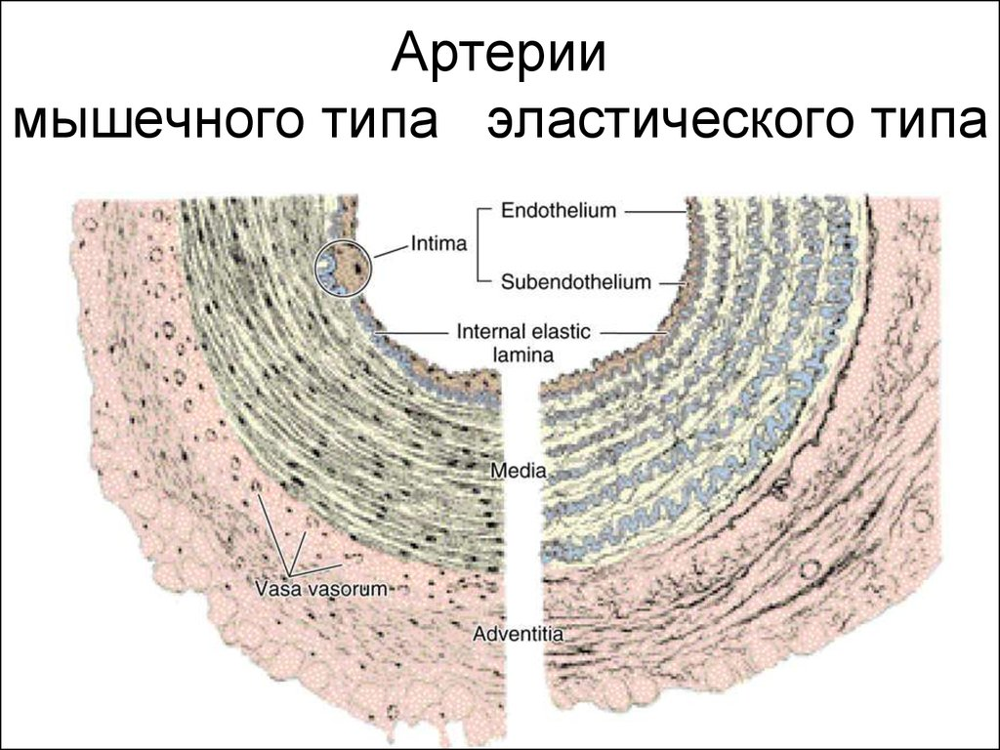 Артерии
мышечного типа эластического типа
Endothelium
Intima
Subendothelium
Internal elastic
lamina
Media
Vasa vasorum
Adventitia